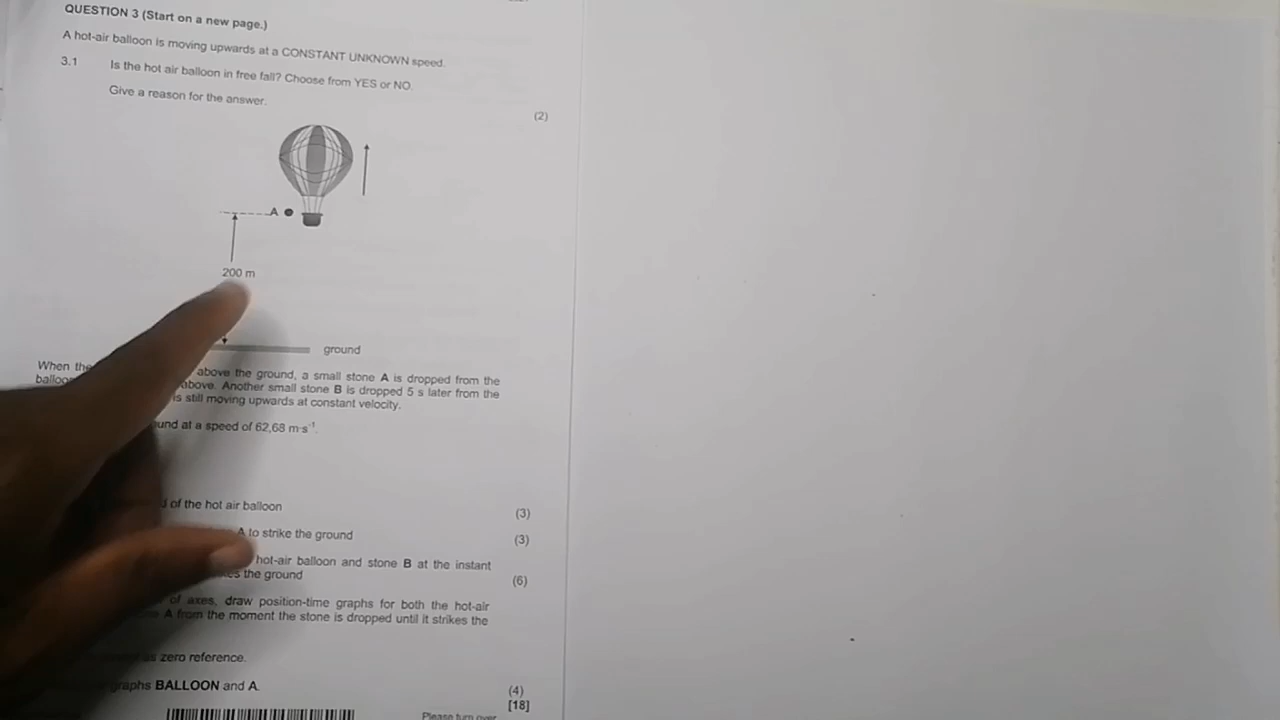 QUESTION 3 (Start on a new page.)
A hot-air balloon is moving upwards at a CONSTANT UNKNOWN speed.
3.1 Is the hot air balloon in free fall? Choose from YES or NO.
Give a reason for the answer.
(2)
A
200 m
ground
When the above the ground, a small stone A is dropped from the
above. Another small stone B is dropped 5 s later from the
is still moving upwards at constant velocity.
at a speed of 62,68 m·s⁻¹.
of the hot air balloon (3)
A to strike the ground (3)
hot-air balloon and stone B at the instant
the ground (6)
of axes, draw position-time graphs for both the hot-air
A from the moment the stone is dropped until it strikes the
as zero reference.
graphs BALLOON and A. (4)
[18]
Please turn over